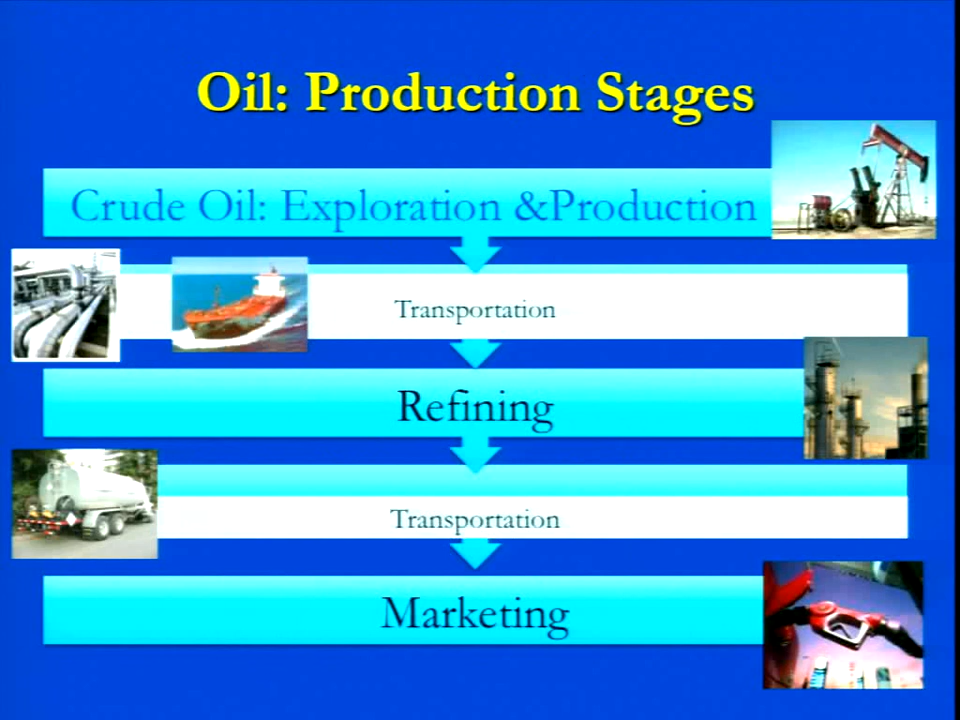 Oil: Production Stages
Crude Oil: Exploration &Production
Transportation
Refining
Transportation
Marketing